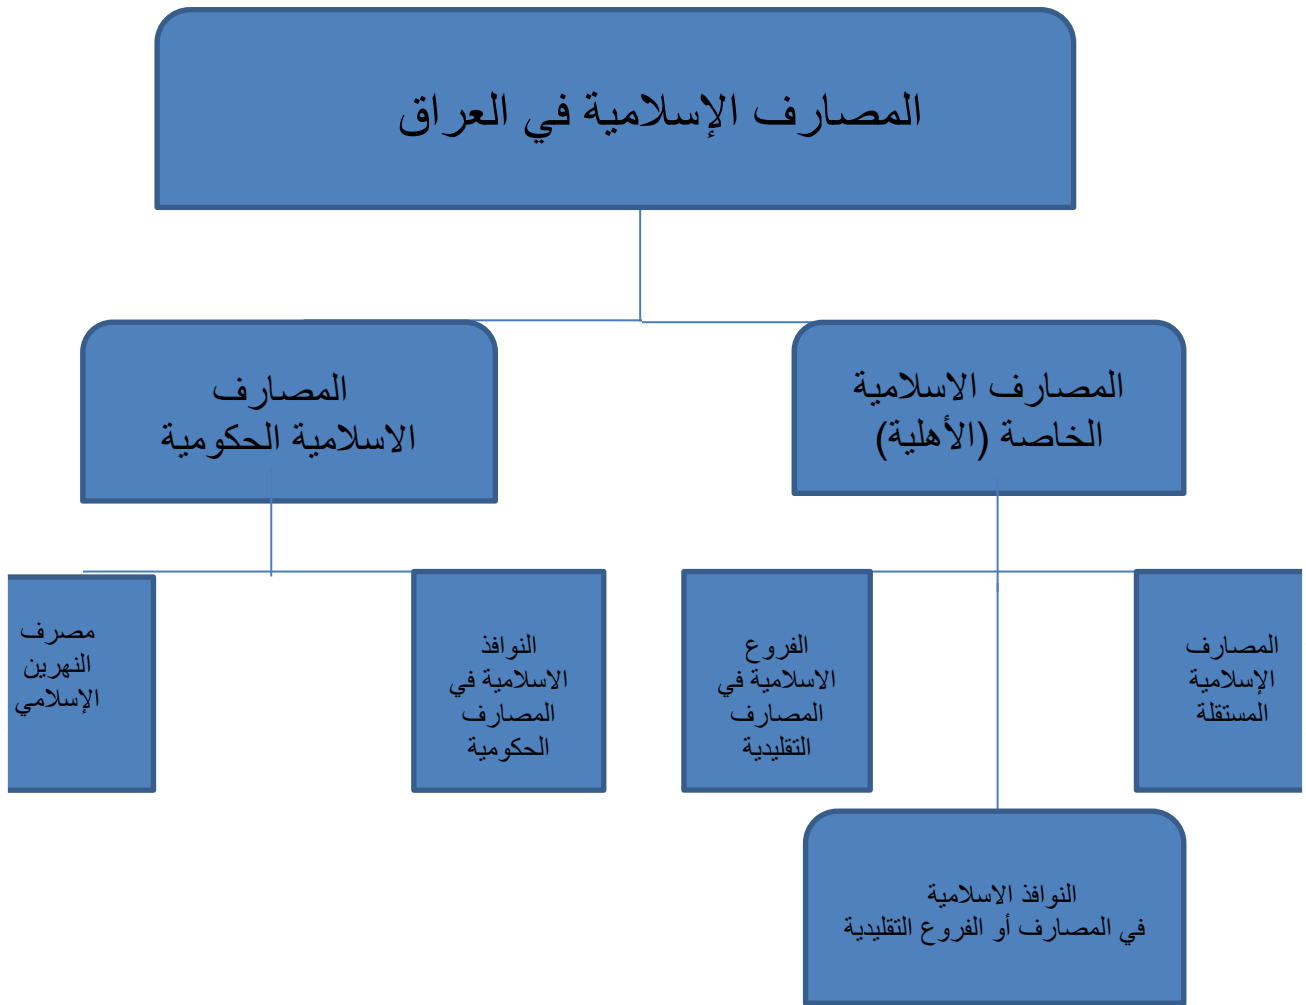 المصارف الإسلامية في العراق
المصارف الاسلامية
الخاصة (الأهلية)
المصارف
الاسلامية الحكومية
المصارف
الإسلامية
المستقلة
الفروع
الاسلامية في
المصارف
التقليدية
النوافذ
الاسلامية في
المصارف
الحكومية
مصرف
النهرين
الإسلامي
النوافذ الاسلامية
في المصارف أو الفروع التقليدية